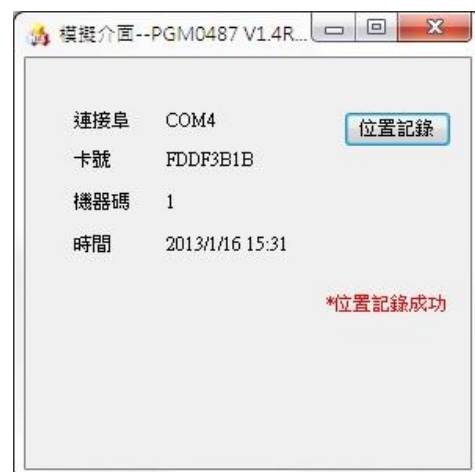 模擬介面--PGM0487 V1.4R...
連接阜 COM4 位置記錄
卡號 FDDF3B1B
機器碼 1
時間 2013/1/16 15:31
*位置記錄成功